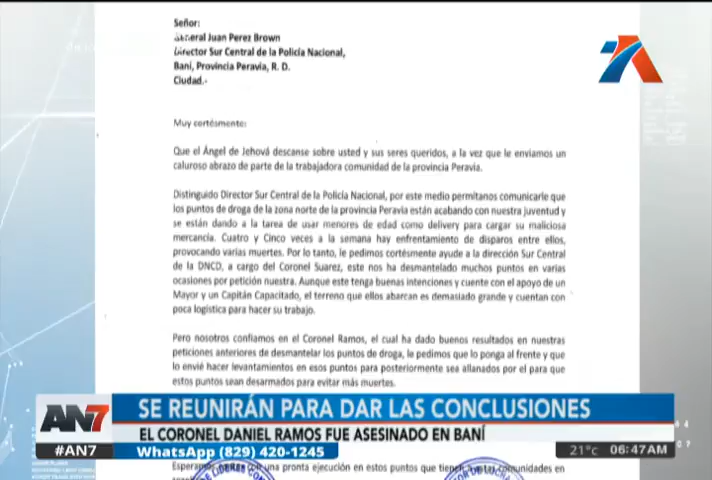 Señor:
General Juan Perez Brown
Director Sur Central de la Policía Nacional,
Baní, Provincia Peravia, R. D.
Ciudad.-
Muy cortésmente:
Que el Ángel de Jehová descanse sobre usted y sus seres queridos, a la vez que le enviamos un
caluroso abrazo de parte de la trabajadora comunidad de la provincia Peravia.
Distinguido Director Sur Central de la Policía Nacional, por este medio permítanos comunicarle que
los puntos de droga de la zona norte de la provincia Peravia están acabando con nuestra juventud y
se están dando a la tarea de usar menores de edad como delivery para cargar su maliciosa
mercancía. Cuatro y Cinco veces a la semana hay enfrentamiento de disparos entre ellos,
provocando varias muertes. Por lo tanto, le pedimos cortésmente ayude a la dirección Sur Central
de la DNCD, a cargo del Coronel Suarez, este nos ha desmantelado muchos puntos en varias
ocasiones por petición nuestra. Aunque este tenga buenas intenciones y cuente con el apoyo de un
Mayor y un Capitán Capacitado, el terreno que ellos abarcan es demasiado grande y cuentan con
poca logística para hacer su trabajo.
Pero nosotros confiamos en el Coronel Ramos, el cual ha dado buenos resultados en nuestras
peticiones anteriores de desmantelar los puntos de droga, le pedimos que lo ponga al frente y que
lo envié hacer levantamientos en esos puntos para posteriormente sea allanados por el para que
estos puntos sean desarmados para evitar más muertes.
AN7 SE REUNIRÁN PARA DAR LAS CONCLUSIONES
EL CORONEL DANIEL RAMOS FUE ASESINADO EN BANÍ
#AN7 WhatsApp (829) 420-1245 21°c 06:47AM
una pronta ejecución en estos puntos que comunidades en